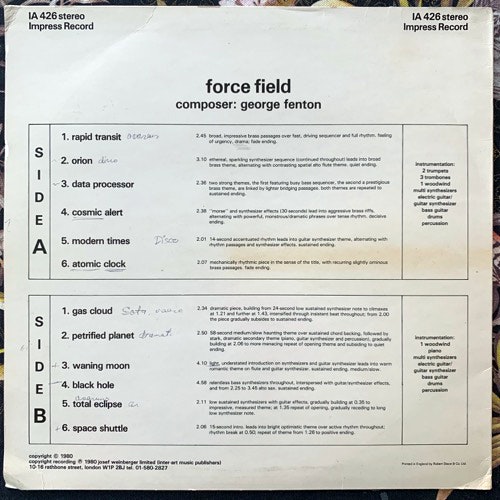 IA 426 stereo
Impress Record
IA 426 stereo
Impress Record
force field
composer: george fenton
SIDE A
1. rapid transit
2.45 broad, impressive brass passages over fast, driving sequencer and full rhythm. feeling
of urgency, drama; fade ending.
2. orion disco
3.10 ethereal, sparkling synthesizer sequence (continued throughout) leads into broad
brass theme, alternating with contrasting spatial alto flute theme. quiet ending.
3. data processor
2.36 two strong themes, the first featuring busy bass sequence, the second a prestigious
brass theme, are linked by lighter bridging passages. both themes are repeated to
sustained ending.
4. cosmic alert
2.38 "morse" and synthesizer effects (30 seconds) lead into aggressive brass riffs,
alternating with powerful, monstrous/dramatic phrases over tense rhythm. decisive
ending.
5. modern times Disco
2.01 14 second accentuated rhythm leads into guitar synthesizer theme, alternating with
rhythm passages and synthesizer effects. sustained ending.
6. atomic clock
3.07 mechanically rhythmic piece in the sense of the title, with recurring slightly ominous
brass passages. fade ending.
instrumentation:
2 trumpets
3 trombones
1 woodwind
multi synthesizers
electric guitar/
guitar synthesizer
bass guitar
drums
percussion
SIDE B
1. gas cloud
2.34 dramatic piece, building from 24-second low sustained synthesizer note to climaxes
at 1.21 and further at 1.43, intensified through insistent beat throughout; from 2.00
the piece gradually subsides to sustained ending.
2. petrified planet
2.50 58-second medium/slow haunting theme over sustained chord backing, followed by
stark, dramatic secondary theme (piano, guitar synthesizer and percussion), gradually
building at 2.08 to more menacing repeat of opening theme and subsiding to quiet
ending.
3. waning moon
4.10 light, understated introduction on synthesizers and guitar synthesizer leads into warm
romantic theme on flute and guitar synthesizer. sustained ending. medium/slow.
4. black hole
4.58 relentless bass synthesizers throughout, interspersed with guitar/synthesizer effects,
and from 2.25 to 3.45 alto sax. sustained ending.
5. total eclipse
2.11 low sustained synthesizers with guitar effects, gradually building at 0.35 to
impressive, measured theme; at 1.35 repeat of opening, gradually receding to long
synthesizer note.
6. space shuttle
2.06 15-second intro. leads into bright optimistic theme over active rhythm throughout;
rhythm break at 0.50; repeat of theme from 1.26 to positive ending.
instrumentation:
1 woodwind
piano
multi synthesizers
electric guitar/
guitar synthesizer
bass guitar
drums
percussion
copyright © 1980
copyright recording ℗ 1980 josef weinberger limited (inter-art music publishers)
10-16 rathbone street, london W1P 2BJ tel. 01-580-2827
Printed in England by Robert Stace & Co. Ltd